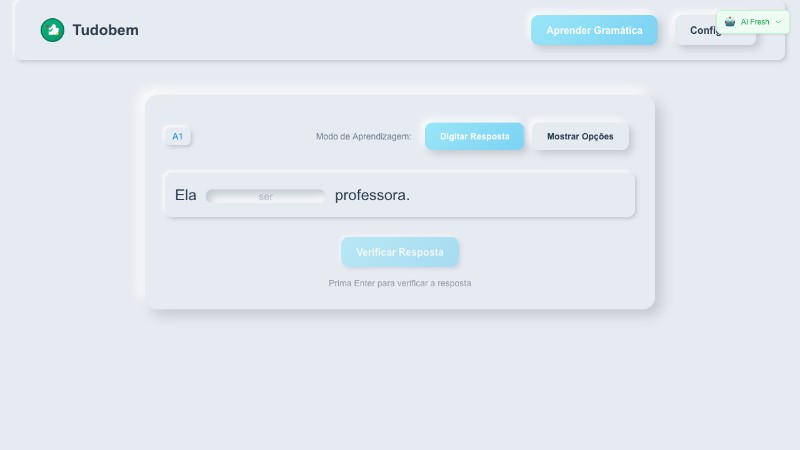 Tudobem
Aprender Gramática
AI Fresh
A1
Modo de Aprendizagem:
Digitar Resposta
Mostrar Opções
Ela ser professora.
Verificar Resposta
Prima Enter para verificar a resposta